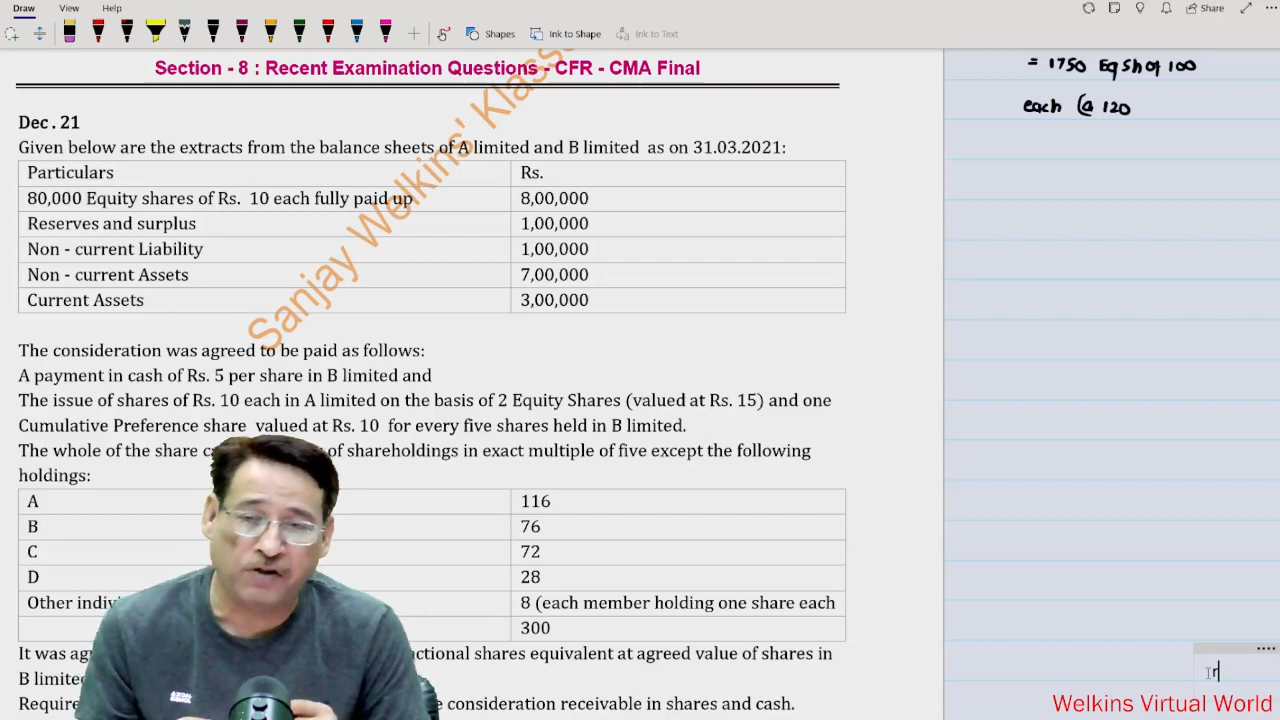 Draw View Help
Share
Shapes Ink to Shape Ink to Text
Section - 8 : Recent Examination Questions - CFR - CMA Final
= 1750 Eq Sh of 100
each @ 120
Dec . 21
Given below are the extracts from the balance sheets of A limited and B limited as on 31.03.2021:
Particulars Rs.
80,000 Equity shares of Rs. 10 each fully paid up 8,00,000
Reserves and surplus 1,00,000
Non - current Liability 1,00,000
Non - current Assets 7,00,000
Current Assets 3,00,000
Sanjay Welkins' Klasses
The consideration was agreed to be paid as follows:
A payment in cash of Rs. 5 per share in B limited and
The issue of shares of Rs. 10 each in A limited on the basis of 2 Equity Shares (valued at Rs. 15) and one
Cumulative Preference share valued at Rs. 10 for every five shares held in B limited.
The whole of the share of shareholdings in exact multiple of five except the following
holdings:
A 116
B 76
C 72
D 28
Other 8 (each member holding one share each
300
It was shares equivalent at agreed value of shares in
B
consideration receivable in shares and cash.
Welkins Virtual World